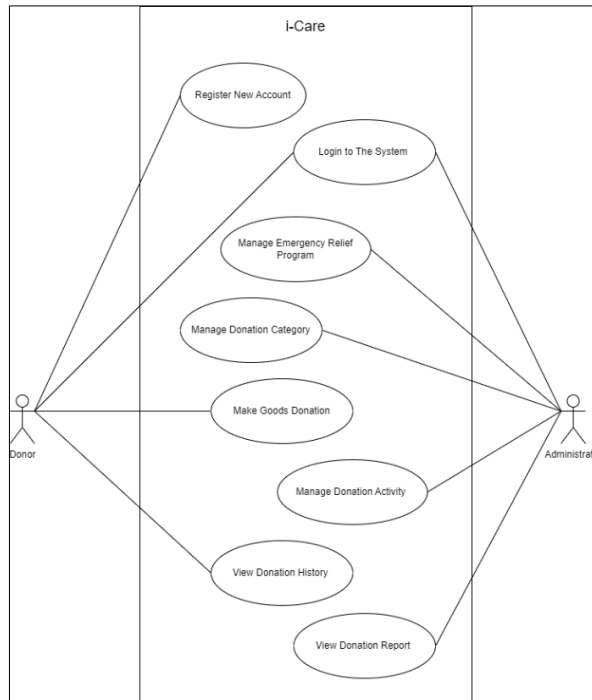 i-Care
Register New Account
Login to The System
Manage Emergency Relief
Program
Manage Donation Category
Make Goods Donation
Donor
Administrat
Manage Donation Activity
View Donation History
View Donation Report